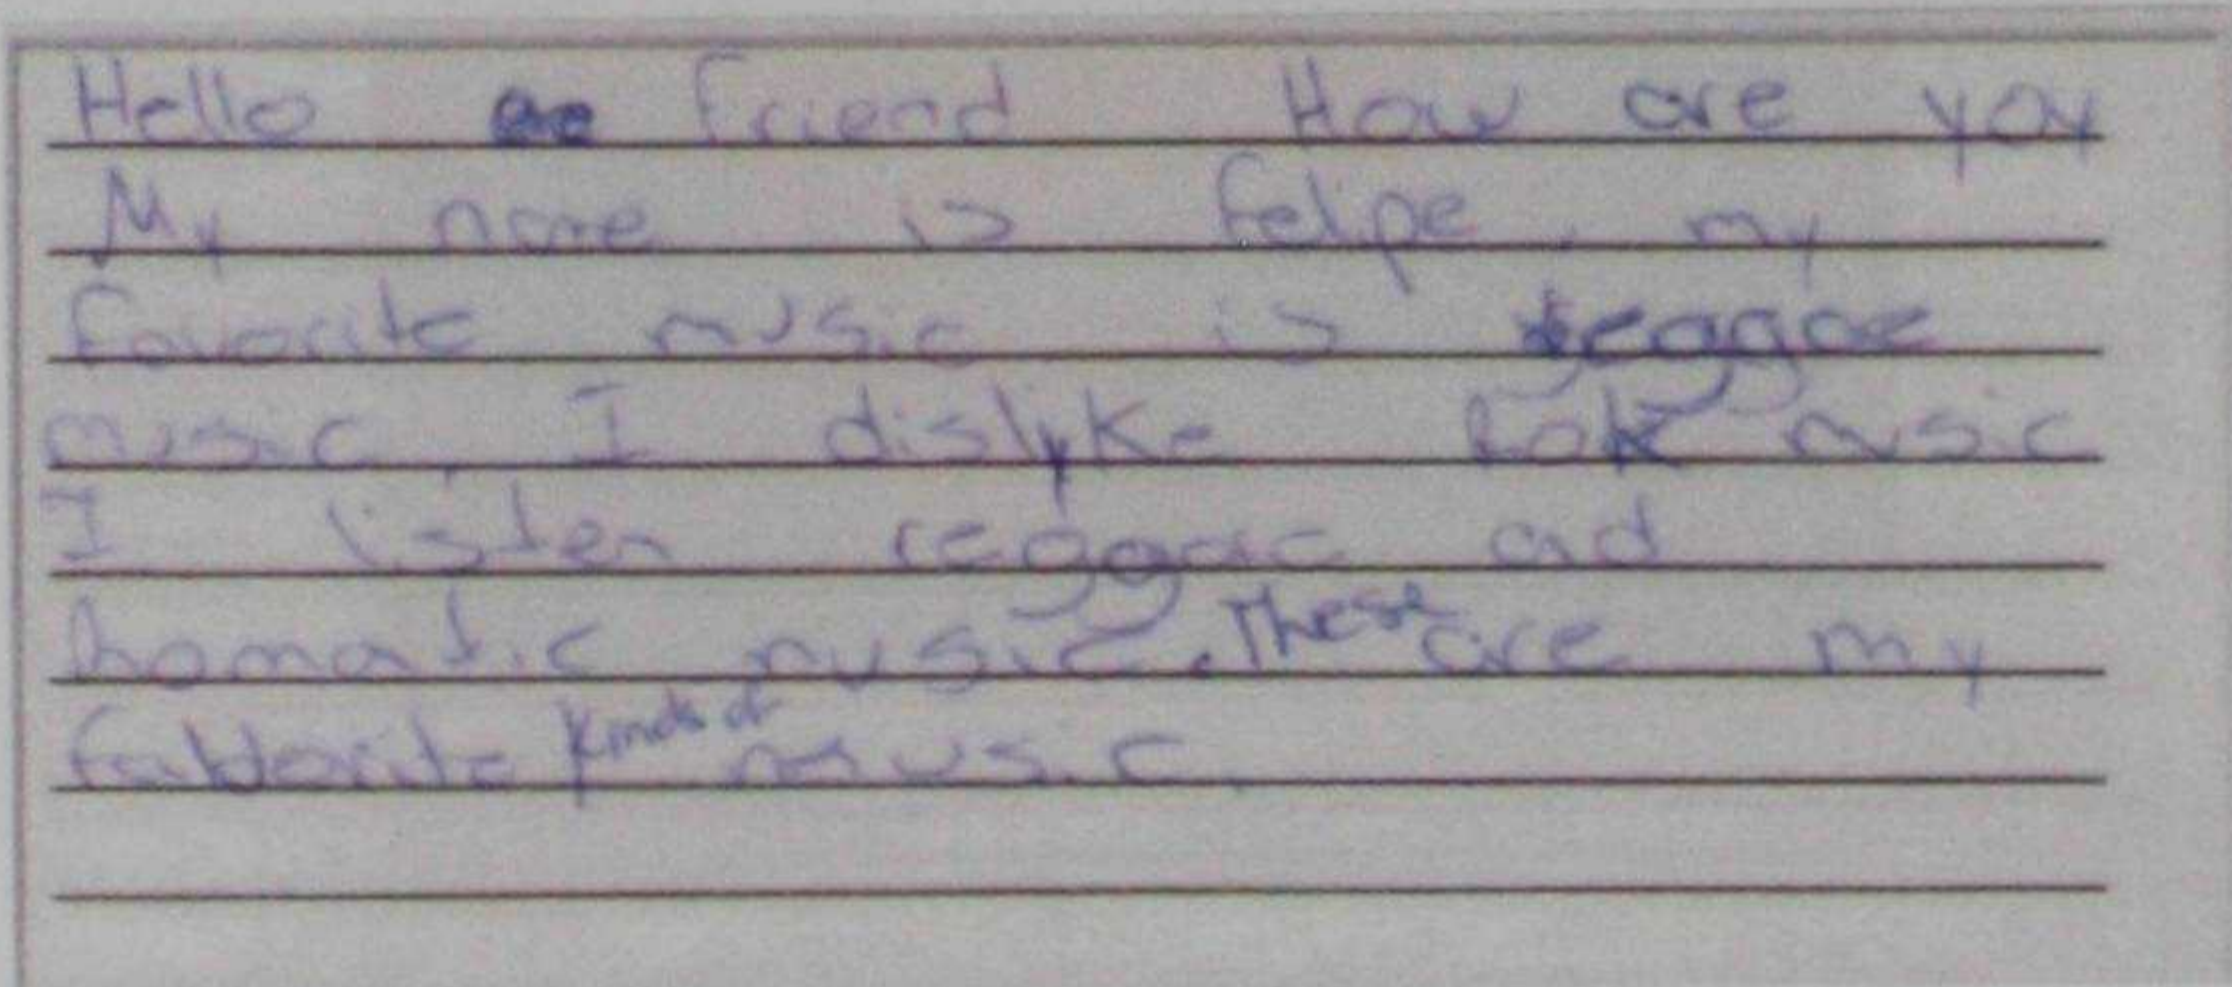 Hello friend How are you
My name is felipe, my
favorite music is reggae
music, I dislyke Rok music
I listen reggae and
Romatic music. These are my
faborite kinds of music